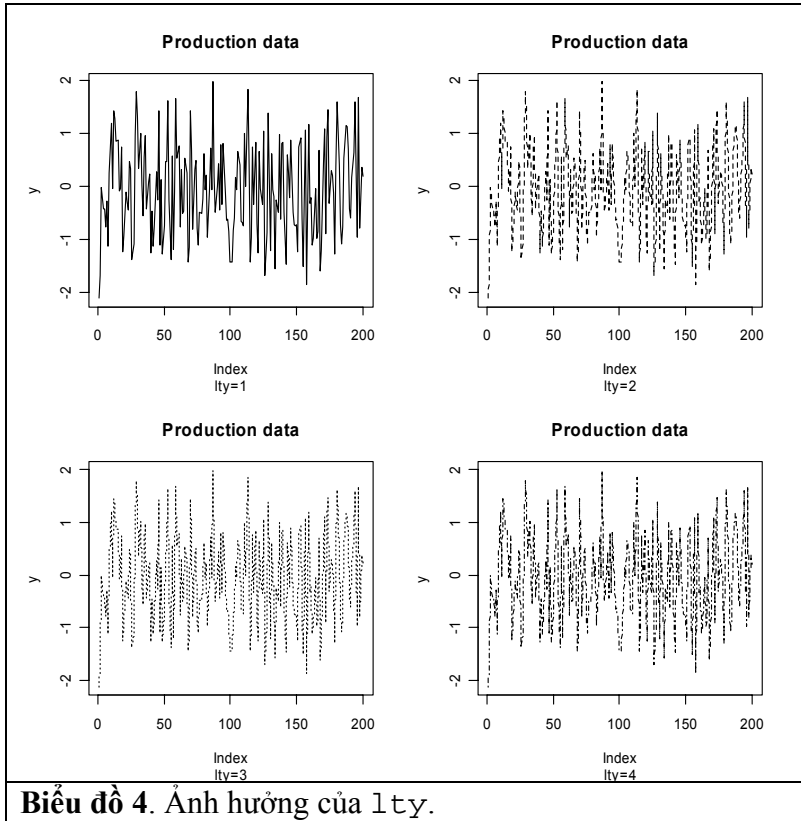 Production data
2
1
0
-1
-2
y
0 50 100 150 200
Index
lty=1
Production data
2
1
0
-1
-2
y
0 50 100 150 200
Index
lty=2
Production data
2
1
0
-1
-2
y
0 50 100 150 200
Index
lty=3
Production data
2
1
0
-1
-2
y
0 50 100 150 200
Index
lty=4
Biểu đồ 4. Ảnh hưởng của lty.